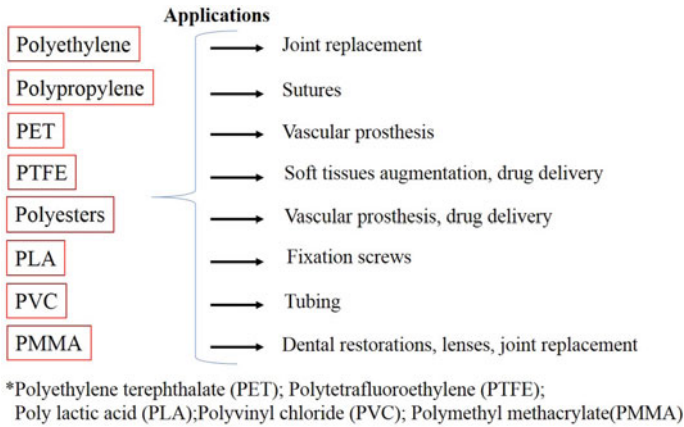 Applications
Polyethylene Joint replacement
Polypropylene Sutures
PET Vascular prosthesis
PTFE Soft tissues augmentation, drug delivery
Polyesters Vascular prosthesis, drug delivery
PLA Fixation screws
PVC Tubing
PMMA Dental restorations, lenses, joint replacement
*Polyethylene terephthalate (PET); Polytetrafluoroethylene (PTFE);
Poly lactic acid (PLA);Polyvinyl chloride (PVC); Polymethyl methacrylate(PMMA)